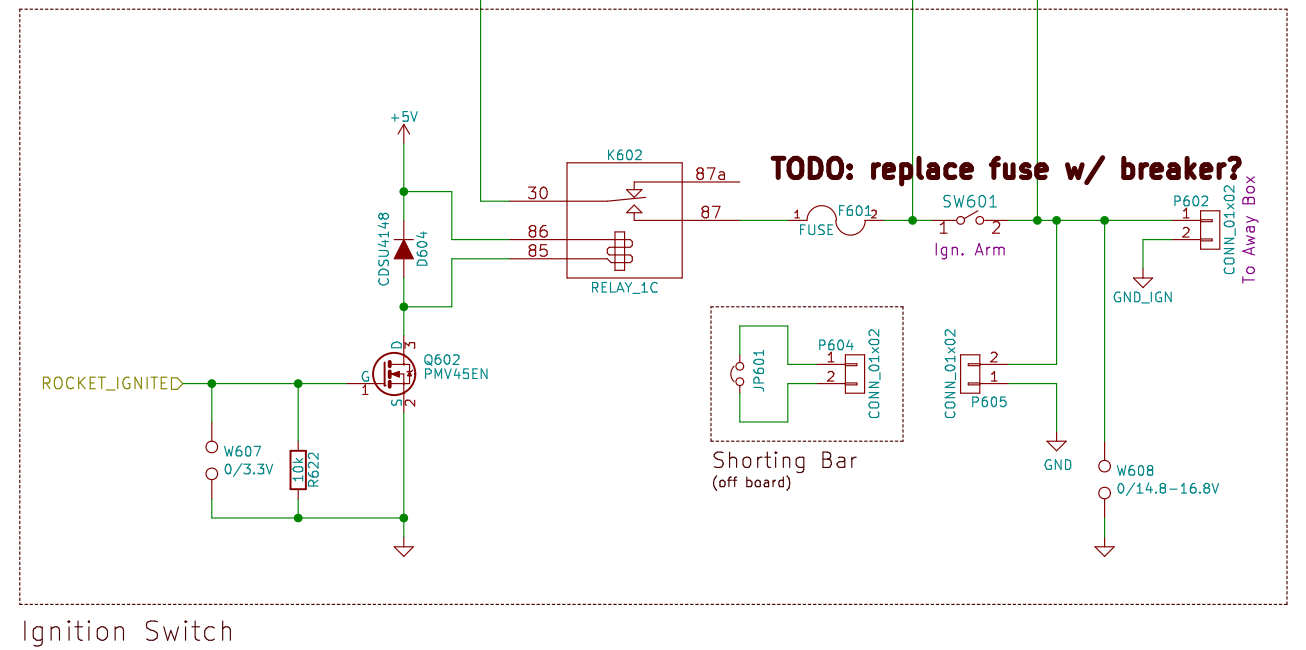 +5V
K602
TODO: replace fuse w/ breaker?
87a
30
87
1
F601
2
FUSE
SW601
1
2
Ign. Arm
P602
1
2
CONN_01x02
To Away Box
GND_IGN
CDSU4148
D604
86
85
RELAY_1C
ROCKET_IGNITED
D
3
G
1
S
2
Q602
PMV45EN
JP601
P604
1
2
CONN_01x02
CONN_01x02
2
1
P605
Shorting Bar
(off board)
GND
W607
0/3.3V
10k
R622
W608
0/14.8-16.8V
Ignition Switch